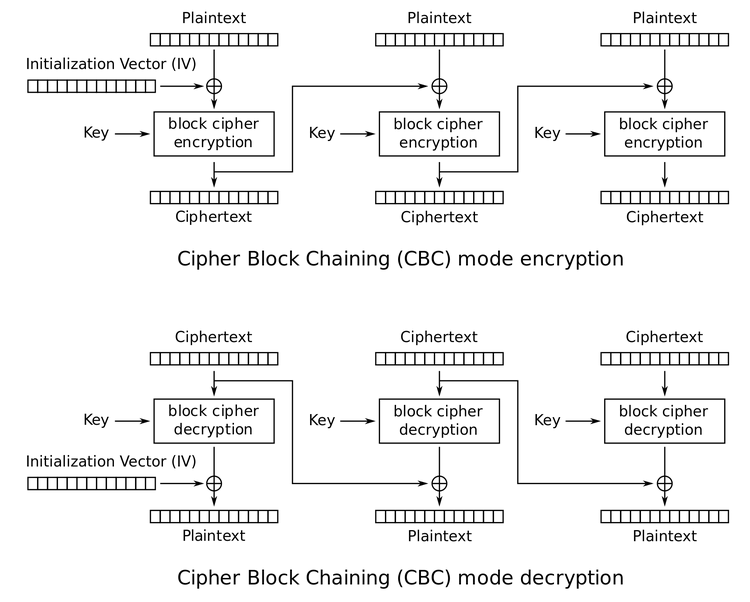 Plaintext Plaintext Plaintext
Initialization Vector (IV)
Key block cipher encryption Key block cipher encryption Key block cipher encryption
Ciphertext Ciphertext Ciphertext
Cipher Block Chaining (CBC) mode encryption
Ciphertext Ciphertext Ciphertext
Key block cipher decryption Key block cipher decryption Key block cipher decryption
Initialization Vector (IV)
Plaintext Plaintext Plaintext
Cipher Block Chaining (CBC) mode decryption